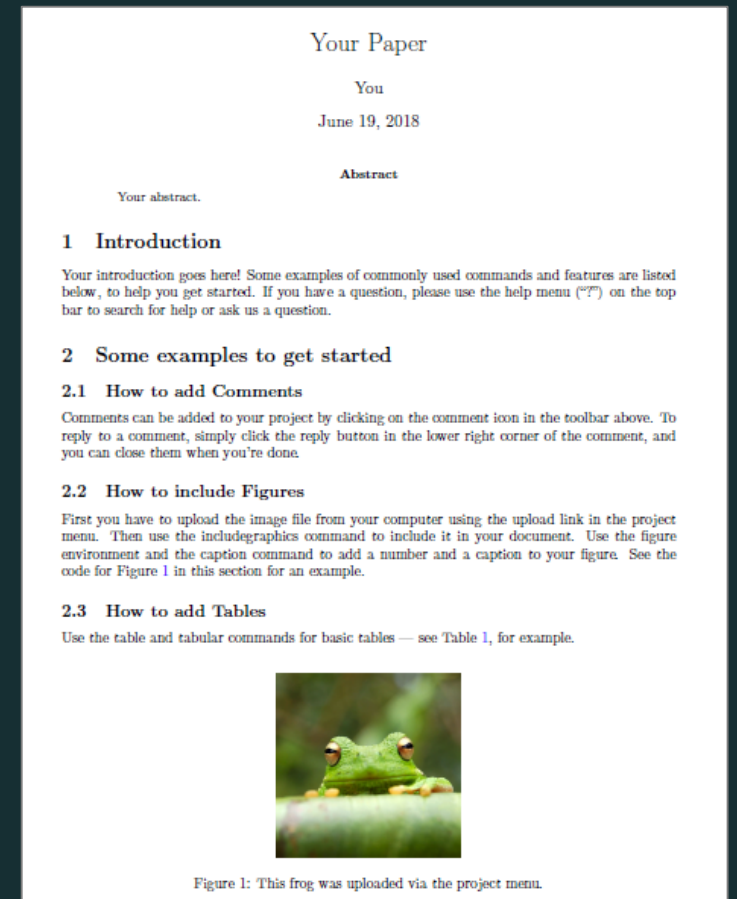 Your Paper
You
June 19, 2018
Abstract
Your abstract.
1 Introduction
Your introduction goes here! Some examples of commonly used commands and features are listed
below, to help you get started. If you have a question, please use the help menu (“?”) on the top
bar to search for help or ask us a question.
2 Some examples to get started
2.1 How to add Comments
Comments can be added to your project by clicking on the comment icon in the toolbar above. To
reply to a comment, simply click the reply button in the lower right corner of the comment, and
you can close them when you're done.
2.2 How to include Figures
First you have to upload the image file from your computer using the upload link in the project
menu. Then use the includegraphics command to include it in your document. Use the figure
environment and the caption command to add a number and a caption to your figure. See the
code for Figure 1 in this section for an example.
2.3 How to add Tables
Use the table and tabular commands for basic tables — see Table 1, for example.
Figure 1: This frog was uploaded via the project menu.